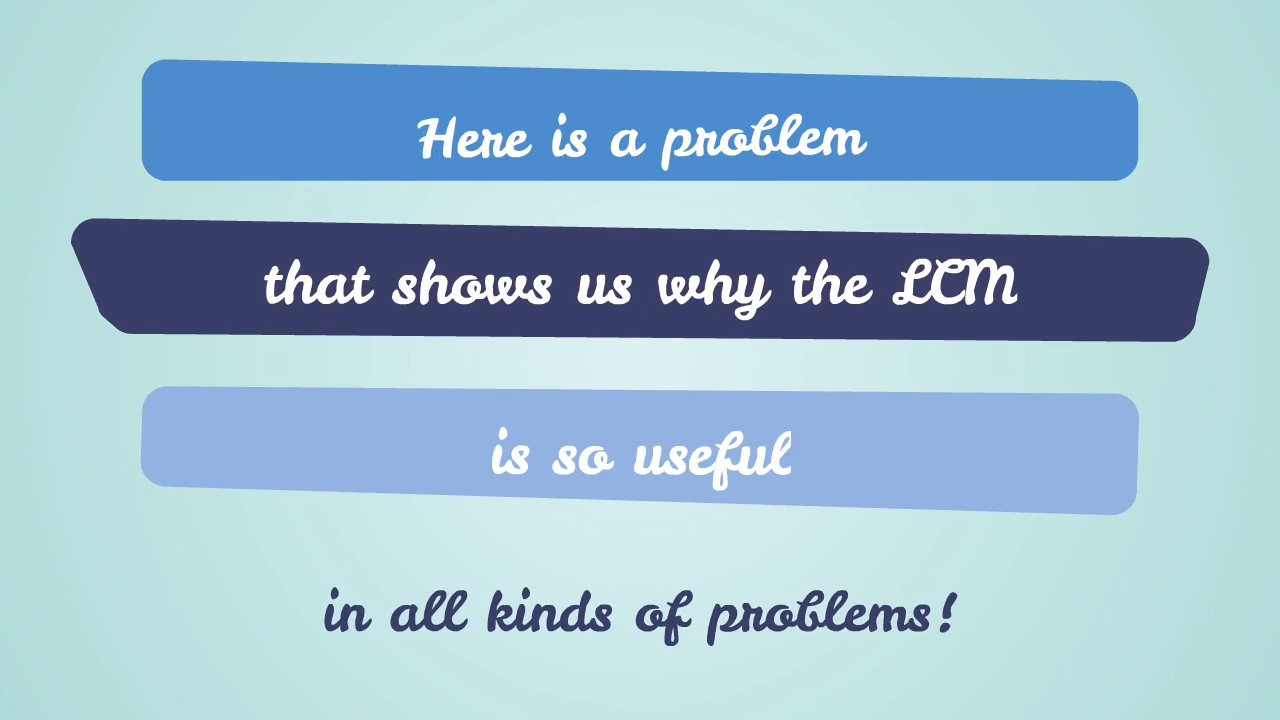 Here is a problem
that shows us why the LCM
is so useful
in all kinds of problems!